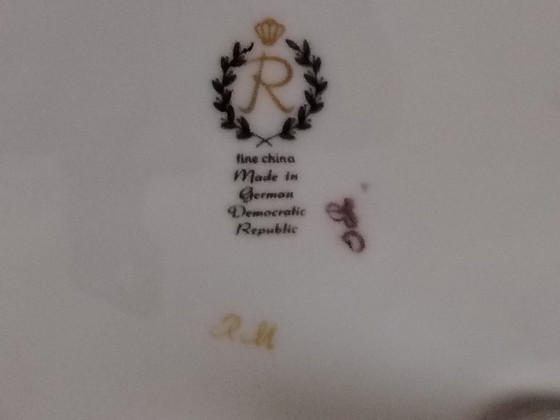 R
fine china
Made in
German
Democratic
Republic
R.M